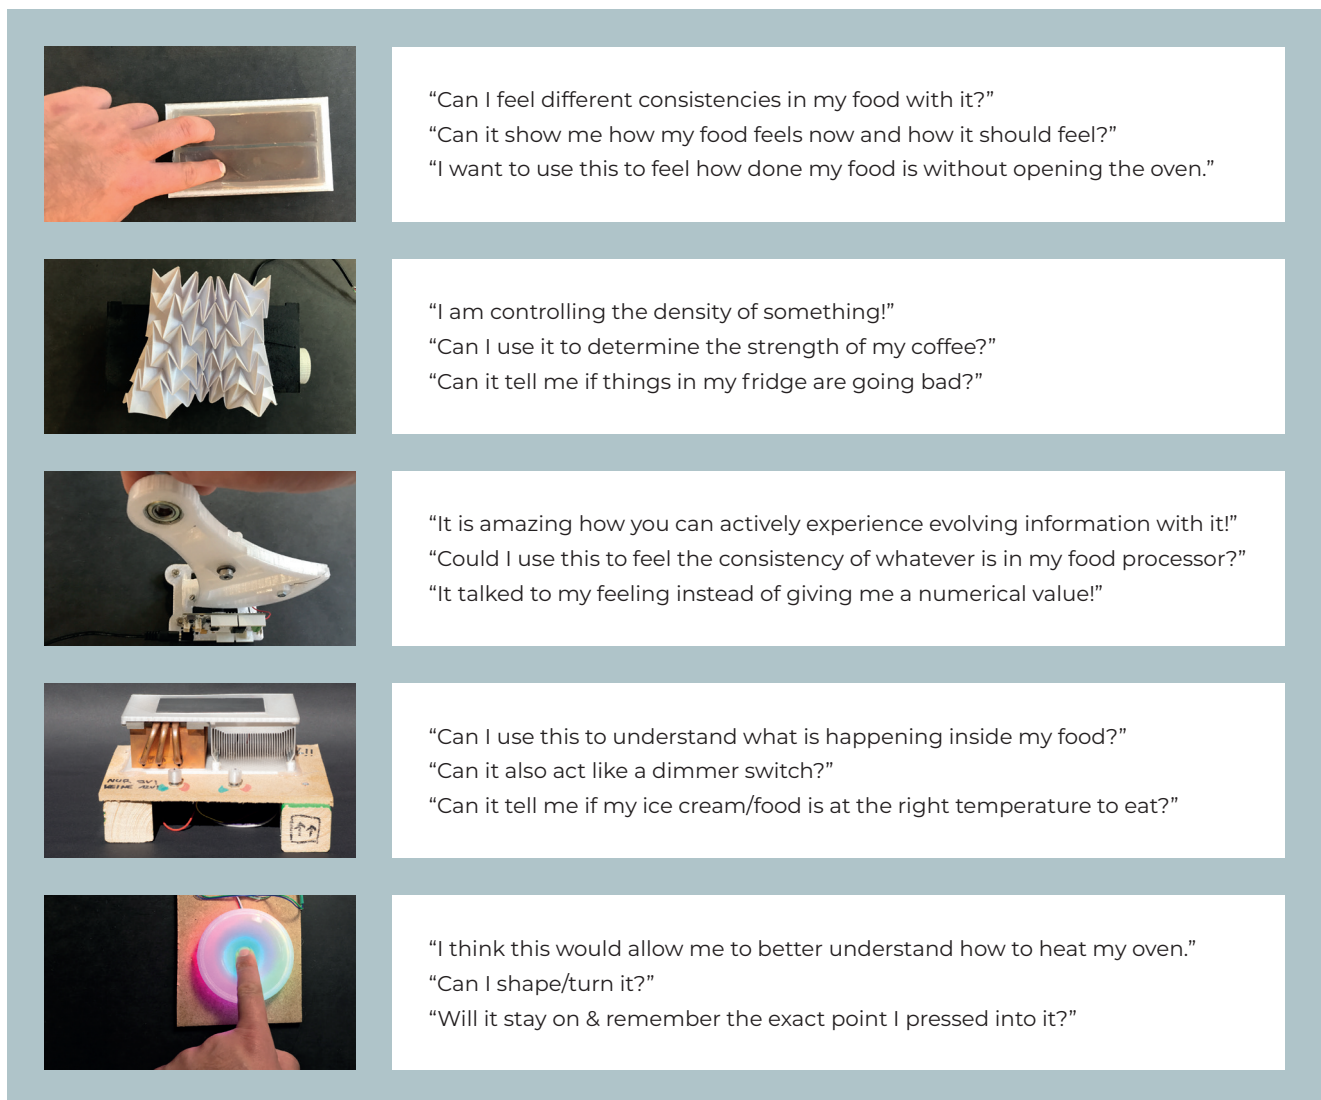 “Can I feel different consistencies in my food with it?”
“Can it show me how my food feels now and how it should feel?”
“I want to use this to feel how done my food is without opening the oven.”
“I am controlling the density of something!”
“Can I use it to determine the strength of my coffee?”
“Can it tell me if things in my fridge are going bad?”
“It is amazing how you can actively experience evolving information with it!”
“Could I use this to feel the consistency of whatever is in my food processor?”
“It talked to my feeling instead of giving me a numerical value!”
“Can I use this to understand what is happening inside my food?”
“Can it also act like a dimmer switch?”
“Can it tell me if my ice cream/food is at the right temperature to eat?”
NUR 5V!
“I think this would allow me to better understand how to heat my oven.”
“Can I shape/turn it?”
“Will it stay on & remember the exact point I pressed into it?”